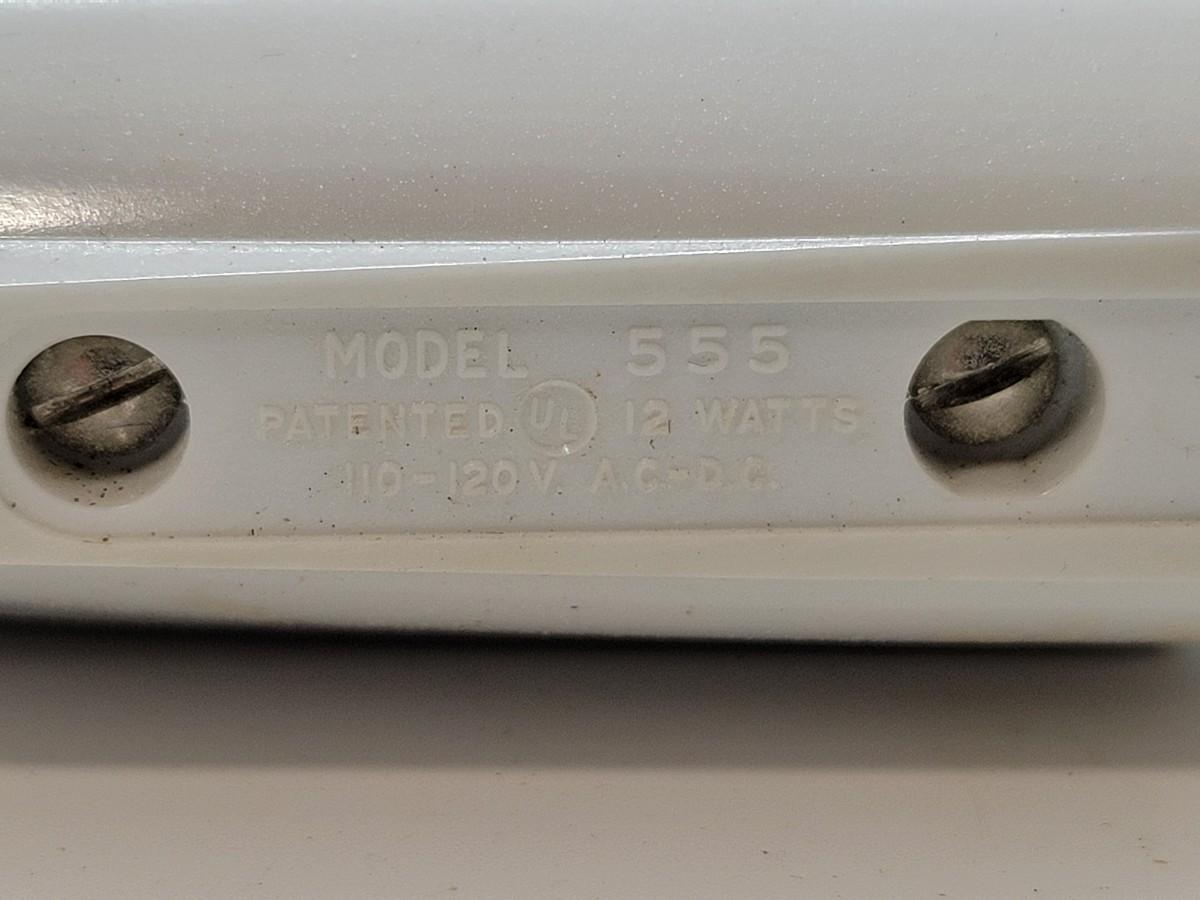 MODEL 555
PATENTED UL 12 WATTS
110-120V. A.C.-D.C.